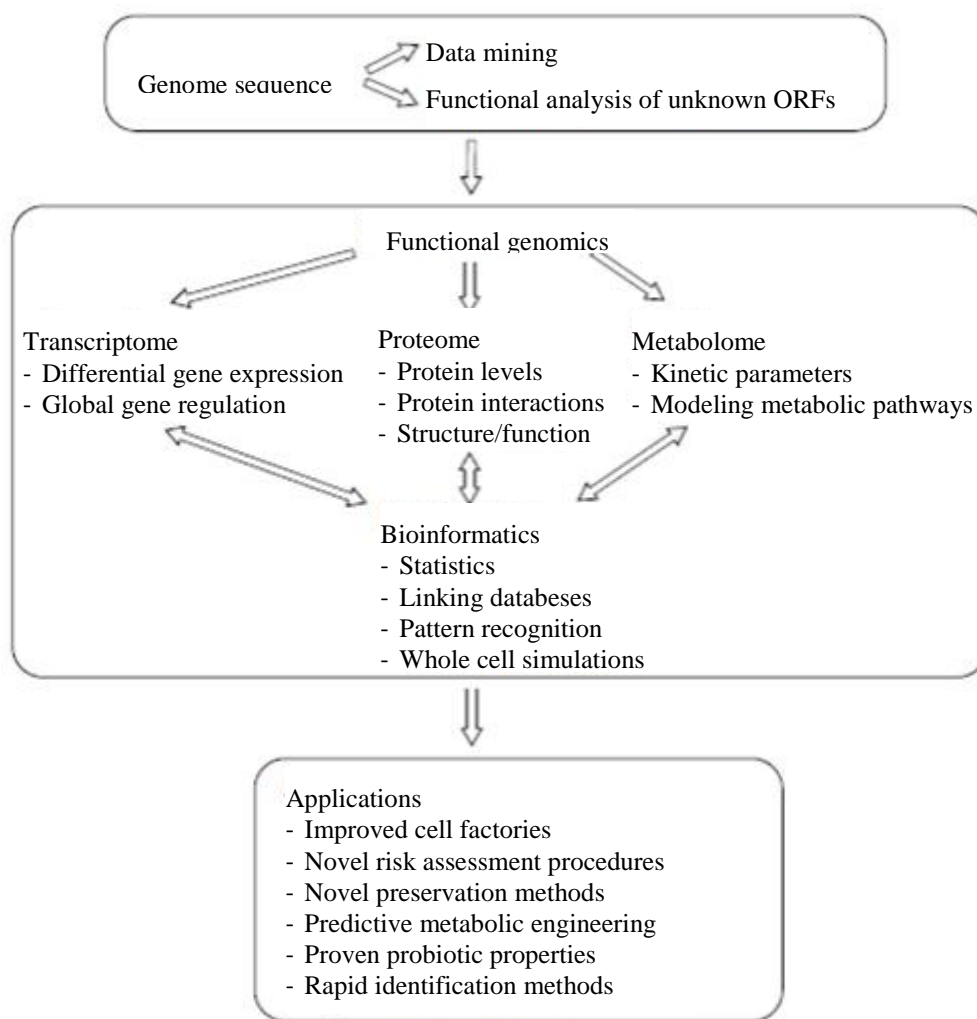 Data mining
Genome sequence
Functional analysis of unknown ORFs
Functional genomics
Transcriptome
- Differential gene expression
- Global gene regulation
Proteome
- Protein levels
- Protein interactions
- Structure/function
Metabolome
- Kinetic parameters
- Modeling metabolic pathways
Bioinformatics
- Statistics
- Linking databeses
- Pattern recognition
- Whole cell simulations
Applications
- Improved cell factories
- Novel risk assessment procedures
- Novel preservation methods
- Predictive metabolic engineering
- Proven probiotic properties
- Rapid identification methods